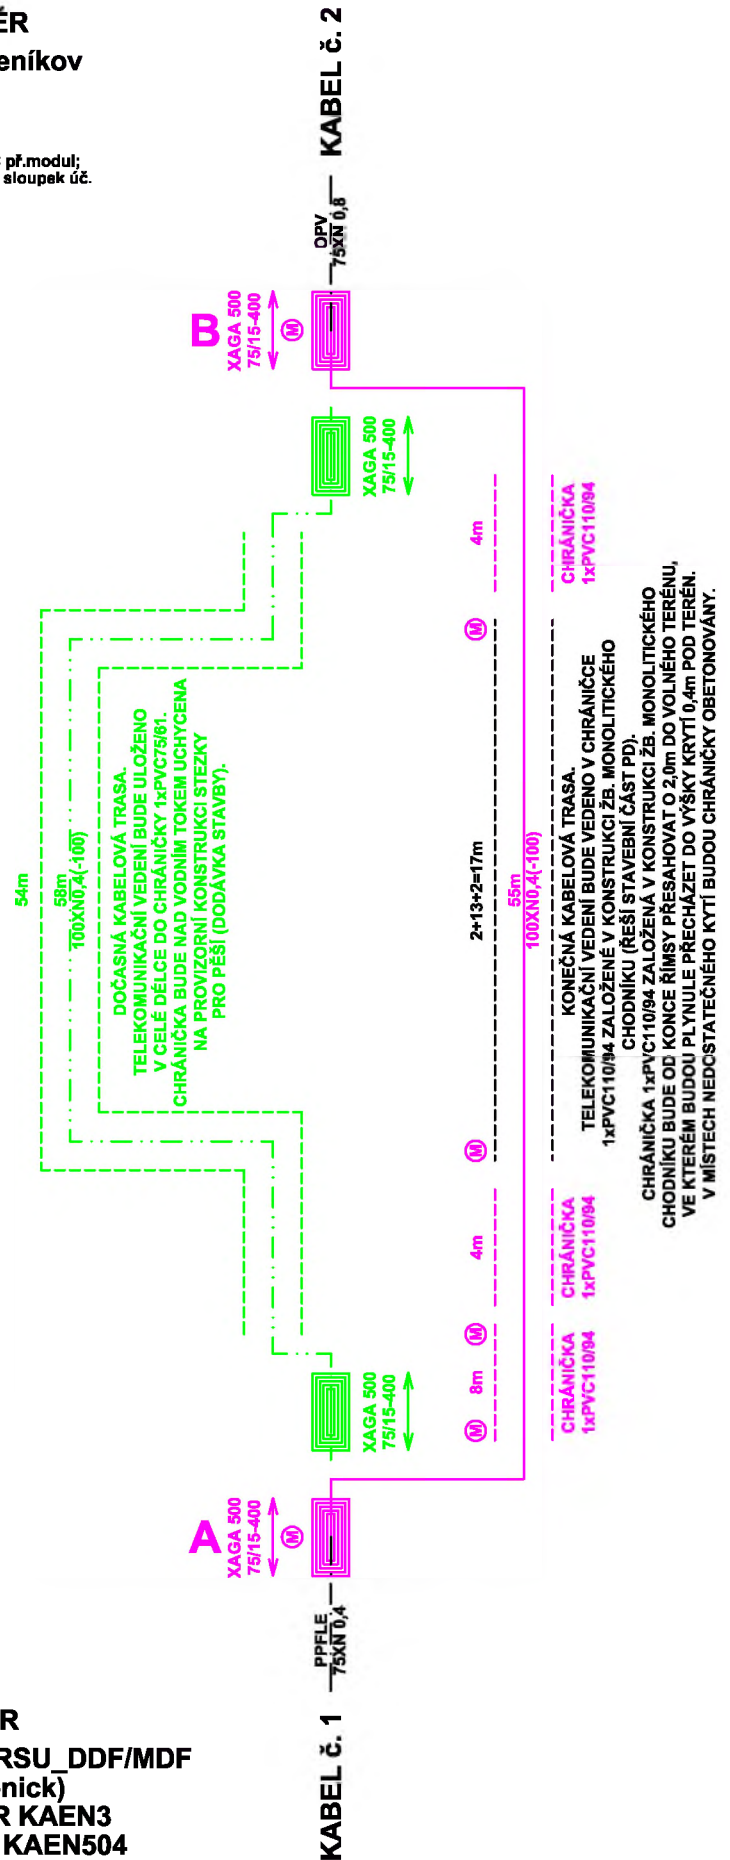 ĚR
eníkov
př.modul;
sloupek úč.
KABEL č. 2
OPV
75XN 0,8
B
XAGA 500
75/15-400
M
XAGA 500
75/15-400
54m
58m
100XN0,4(-100)
DOČASNÁ KABELOVÁ TRASA.
TELEKOMUNIKAČNÍ VEDENÍ BUDE ULOŽENO
V CELÉ DÉLCE DO CHRÁNIČKY 1xPVC75/61.
CHRÁNIČKA BUDE NAD VODNÍM TOKEM UCHYCENA
NA PROVIZORNÍ KONSTRUKCI STEZKY
PRO PĚŠÍ (DODÁVKA STAVBY).
4m
CHRÁNIČKA
1xPVC110/94
M
2+13+2=17m
55m
100XN0,4(-100)
KONEČNÁ KABELOVÁ TRASA.
TELEKOMUNIKAČNÍ VEDENÍ BUDE VEDENO V CHRÁNIČCE
1xPVC110/94 ZALOŽENÉ V KONSTRUKCI ŽB. MONOLITICKÉHO
CHODNÍKU (ŘEŠÍ STAVEBNÍ ČÁST PD).
CHRÁNIČKA 1xPVC110/94 ZALOŽENÁ V KONSTRUKCI ŽB. MONOLITICKÉHO
CHODNÍKU BUDE OD KONCE ŘÍMSY PŘESAHOVAT O 2,0m DO VOLNÉHO TERÉNU,
VE KTERÉM BUDOU PLYNULE PŘECHÁZET DO VÝŠKY KRYTÍ 0,4m POD TERÉN.
V MÍSTECH NEDOSTATEČNÉHO KYTÍ BUDOU CHRÁNIČKY OBETONOVÁNY.
M
4m
CHRÁNIČKA
1xPVC110/94
M
8m
M
CHRÁNIČKA
1xPVC110/94
XAGA 500
75/15-400
A
XAGA 500
75/15-400
M
PPFLE
75XN 0,4
KABEL č. 1
R
RSU_DDF/MDF
nick)
R KAEN3
KAEN504